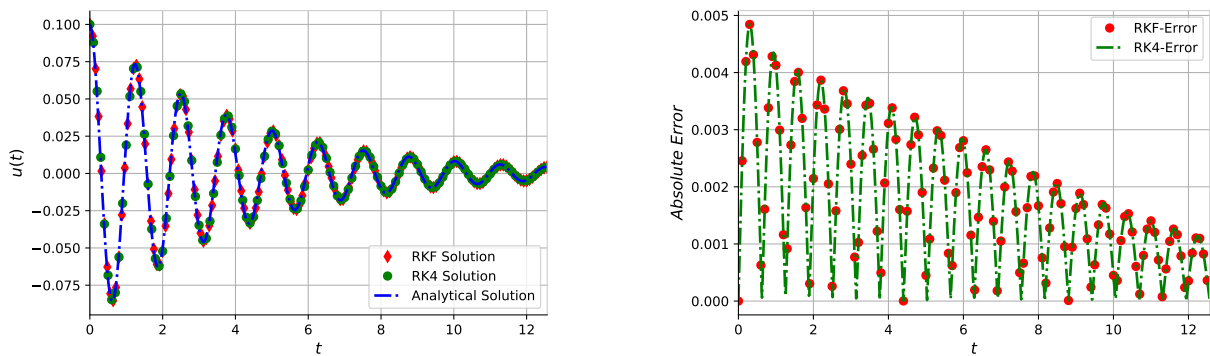 0.100
0.075
0.050
0.025
0.000
−0.025
−0.050
−0.075
u(t)
0 2 4 6 8 10 12
t
RKF Solution
RK4 Solution
Analytical Solution
0.005
0.004
0.003
0.002
0.001
0.000
Absolute Error
0 2 4 6 8 10 12
t
RKF-Error
RK4-Error